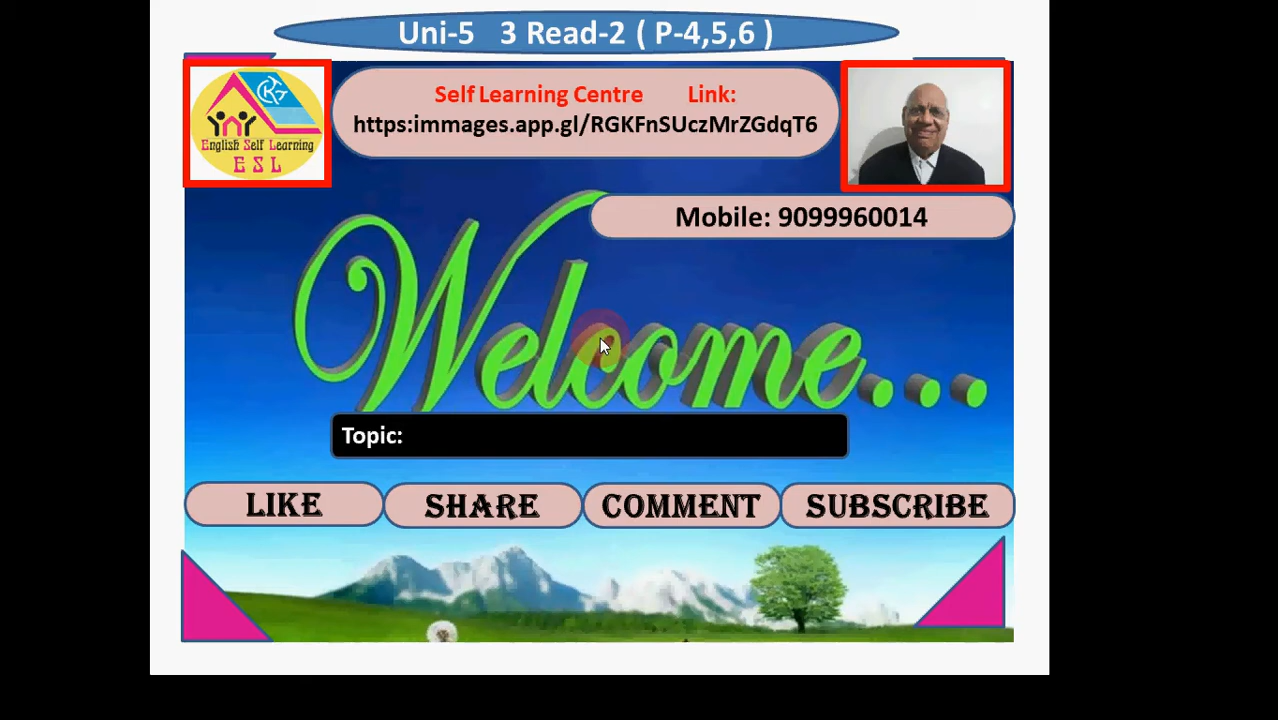 Uni-5 3 Read-2 ( P-4,5,6 )
Self Learning Centre Link:
https:immages.app.gl/RGKFnSUczMrZGdqT6
English Self Learning
E S L
Mobile: 9099960014
Welcome...
Topic:
LIKE SHARE COMMENT SUBSCRIBE